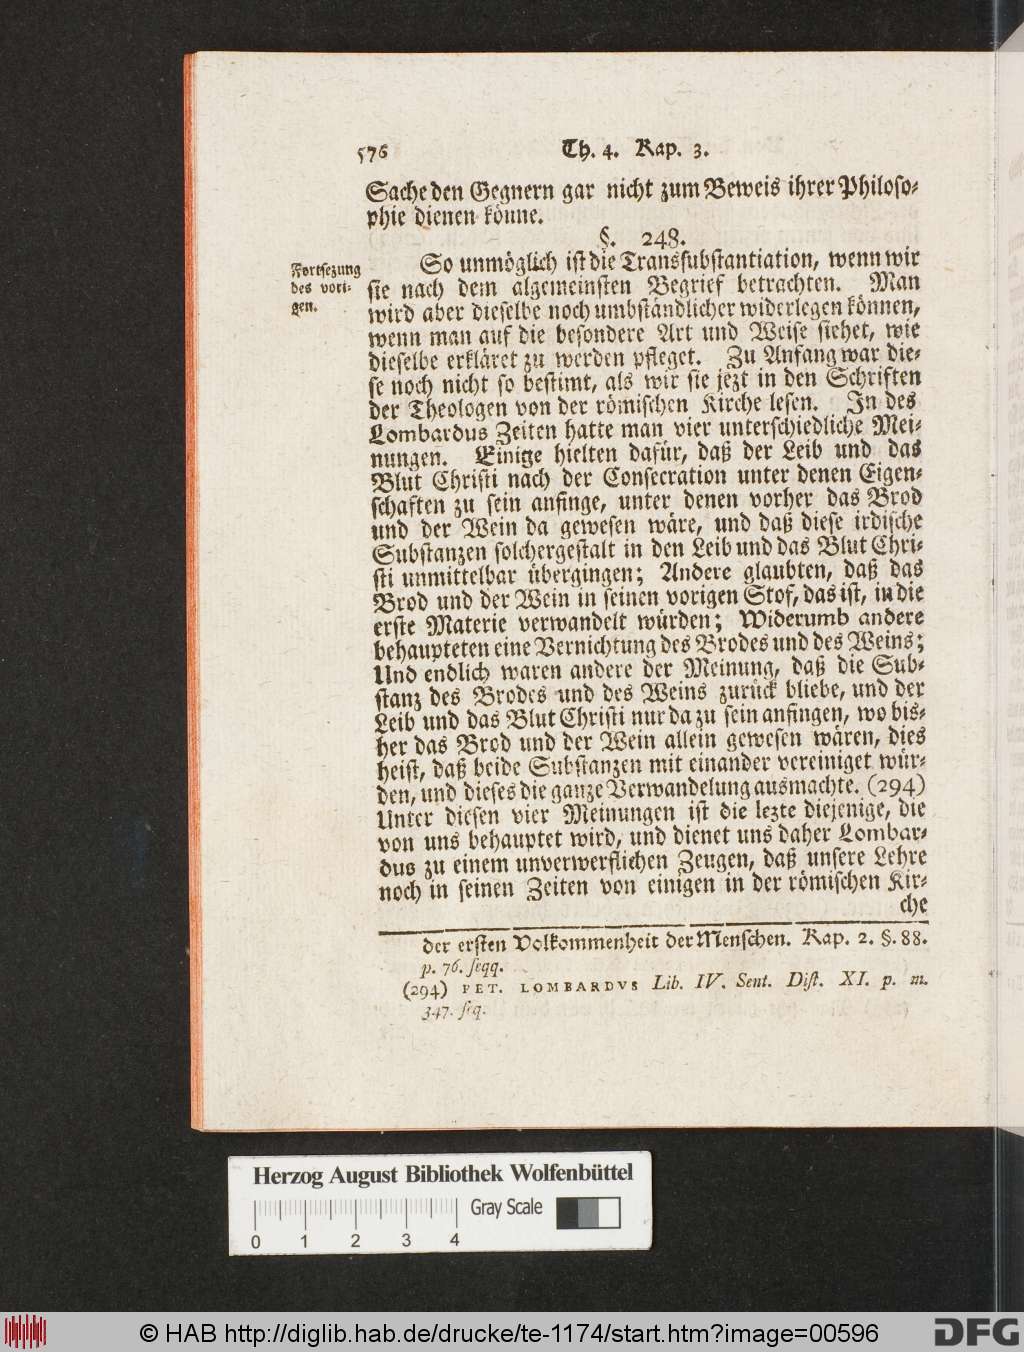 576 Th. 4. Kap. 3.
Sache den Gegnern gar nicht zum Beweis ihrer Philoso-
phie dienen könne.
§. 248.
Fortsezung
des vori-
gen.
So unmöglich ist die Transsubstantiation, wenn wir
sie nach dem algemeinsten Begrief betrachten. Man
wird aber dieselbe noch umbständlicher widerlegen können,
wenn man auf die besondere Art und Weise siehet, wie
dieselbe erkläret zu werden pfleget. Zu Anfang war die-
se noch nicht so bestimt, als wir sie jezt in den Schriften
der Theologen von der römischen Kirche lesen. In des
Lombardus Zeiten hatte man vier unterschiedliche Mei-
nungen. Einige hielten dafür, daß der Leib und das
Blut Christi nach der Consecration unter denen Eigen-
schaften zu sein anfinge, unter denen vorher das Brod
und der Wein da gewesen wäre, und daß diese irdische
Substanzen solchergestalt in den Leib und das Blut Chri-
sti unmittelbar übergingen; Andere glaubten, daß das
Brod und der Wein in seinen vorigen Stof, das ist, in die
erste Materie verwandelt würden; Widerumb andere
behaupteten eine Vernichtung des Brodes und des Weins;
Und endlich waren andere der Meinung, daß die Sub-
stanz des Brodes und des Weins zurück bliebe, und der
Leib und das Blut Christi nur da zu sein anfingen, wo bis-
her das Brod und der Wein allein gewesen wären, dies
heist, daß beide Substanzen mit einander vereiniget wür-
den, und dieses die ganze Verwandelung ausmachte. (294)
Unter diesen vier Meinungen ist die lezte diejenige, die
von uns behauptet wird, und dienet uns daher Lombar-
dus zu einem unverwerflichen Zeugen, daß unsere Lehre
noch in seinen Zeiten von einigen in der römischen Kir-
che
der ersten Volkommenheit der Menschen. Kap. 2. §. 88.
p. 76. seqq.
(294) PET. LOMBARDVS Lib. IV. Sent. Dist. XI. p. m.
347. sq.
Herzog August Bibliothek Wolfenbüttel
Gray Scale
0 1 2 3 4
© HAB http://diglib.hab.de/drucke/te-1174/start.htm?image=00596
DFG